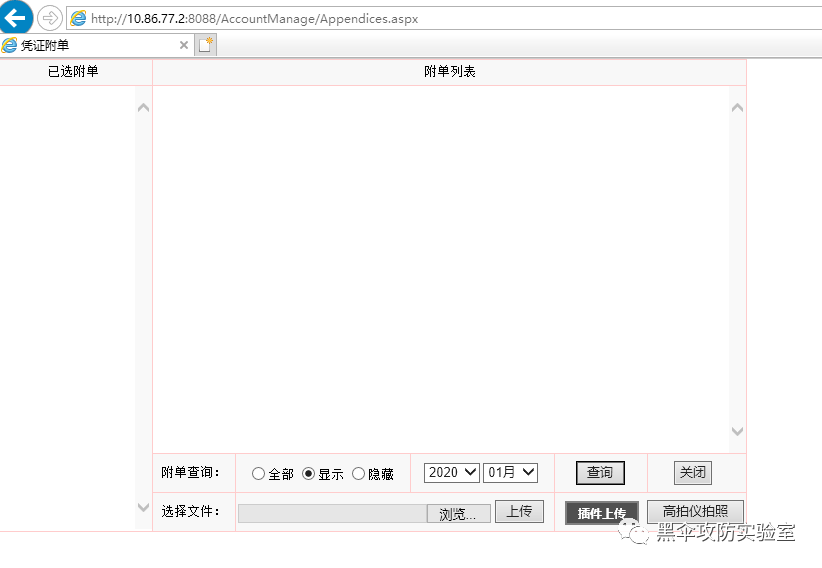 http://10.86.77.2:8088/AccountManage/Appendices.aspx
凭证附单
已选附单 附单列表
附单查询： 全部 显示 隐藏 2020 01月 查询 关闭
选择文件： 浏览... 上传 插件上传 高拍仪拍照
黑伞攻防实验室